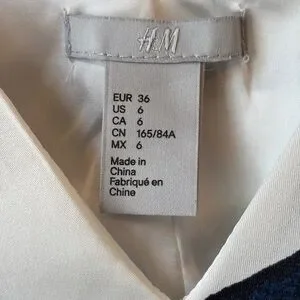 H&M
EUR 36
US 6
CA 6
CN 165/84A
MX 6
Made in
China
Fabriqué en
Chine